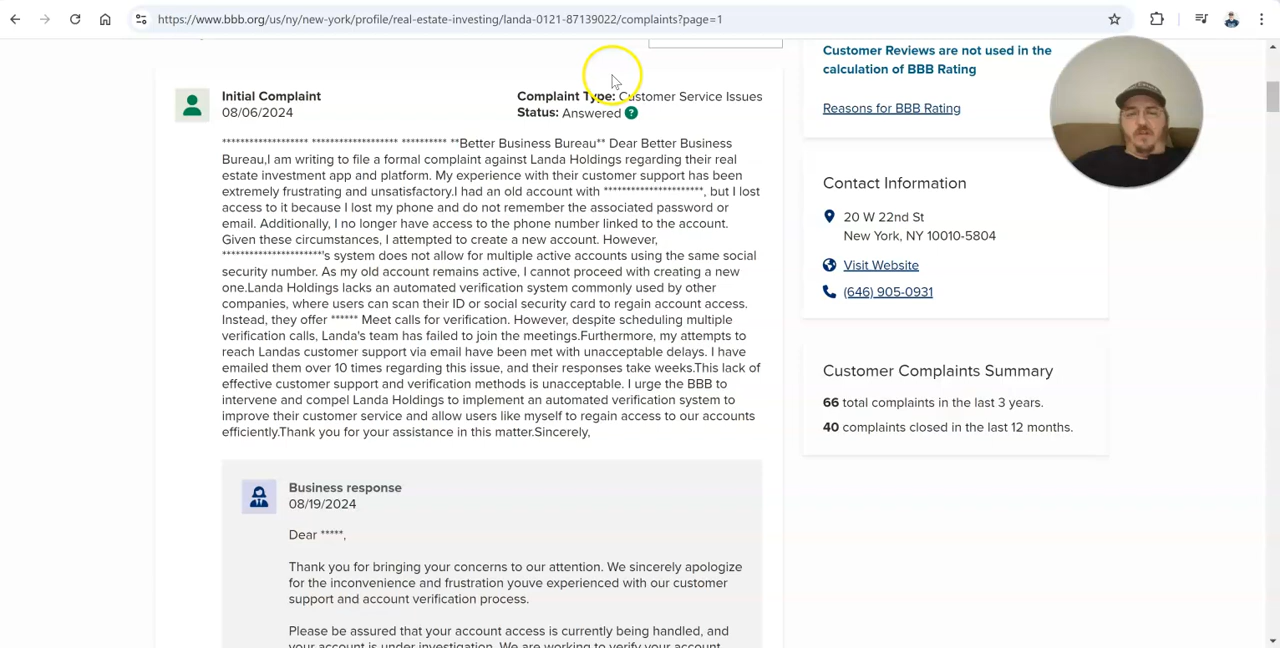 https://www.bbb.org/us/ny/new-york/profile/real-estate-investing/landa-0121-87139022/complaints?page=1
Initial Complaint
08/06/2024
Complaint Type: Customer Service Issues
Status: Answered ?
******************* ******************* ********** **Better Business Bureau** Dear Better Business
Bureau,I am writing to file a formal complaint against Landa Holdings regarding their real
estate investment app and platform. My experience with their customer support has been
extremely frustrating and unsatisfactory.I had an old account with **********************, but I lost
access to it because I lost my phone and do not remember the associated password or
email. Additionally, I no longer have access to the phone number linked to the account.
Given these circumstances, I attempted to create a new account. However,
**********************'s system does not allow for multiple active accounts using the same social
security number. As my old account remains active, I cannot proceed with creating a new
one.Landa Holdings lacks an automated verification system commonly used by other
companies, where users can scan their ID or social security card to regain account access.
Instead, they offer ****** Meet calls for verification. However, despite scheduling multiple
verification calls, Landa's team has failed to join the meetings.Furthermore, my attempts to
reach Landas customer support via email have been met with unacceptable delays. I have
emailed them over 10 times regarding this issue, and their responses take weeks.This lack of
effective customer support and verification methods is unacceptable. I urge the BBB to
intervene and compel Landa Holdings to implement an automated verification system to
improve their customer service and allow users like myself to regain access to our accounts
efficiently.Thank you for your assistance in this matter.Sincerely,
Business response
08/19/2024
Dear *****,
Thank you for bringing your concerns to our attention. We sincerely apologize
for the inconvenience and frustration youve experienced with our customer
support and account verification process.
Please be assured that your account access is currently being handled, and
your account is under investigation. We are working to verify your account
Customer Reviews are not used in the
calculation of BBB Rating
Reasons for BBB Rating
Contact Information
20 W 22nd St
New York, NY 10010-5804
Visit Website
(646) 905-0931
Customer Complaints Summary
66 total complaints in the last 3 years.
40 complaints closed in the last 12 months.